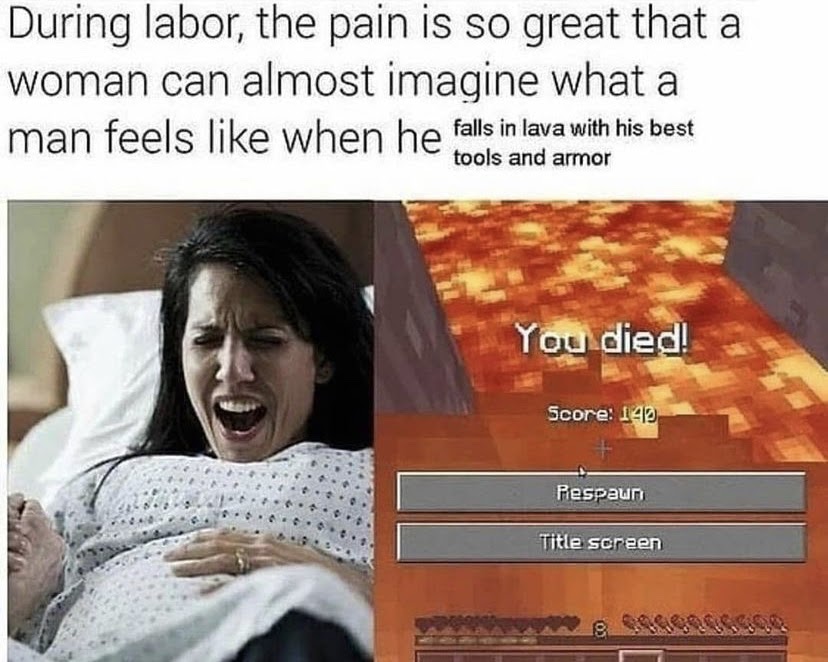 During labor, the pain is so great that a
woman can almost imagine what a
man feels like when he falls in lava with his best
tools and armor
You died!
Score: 140
Respawn
Title screen
8